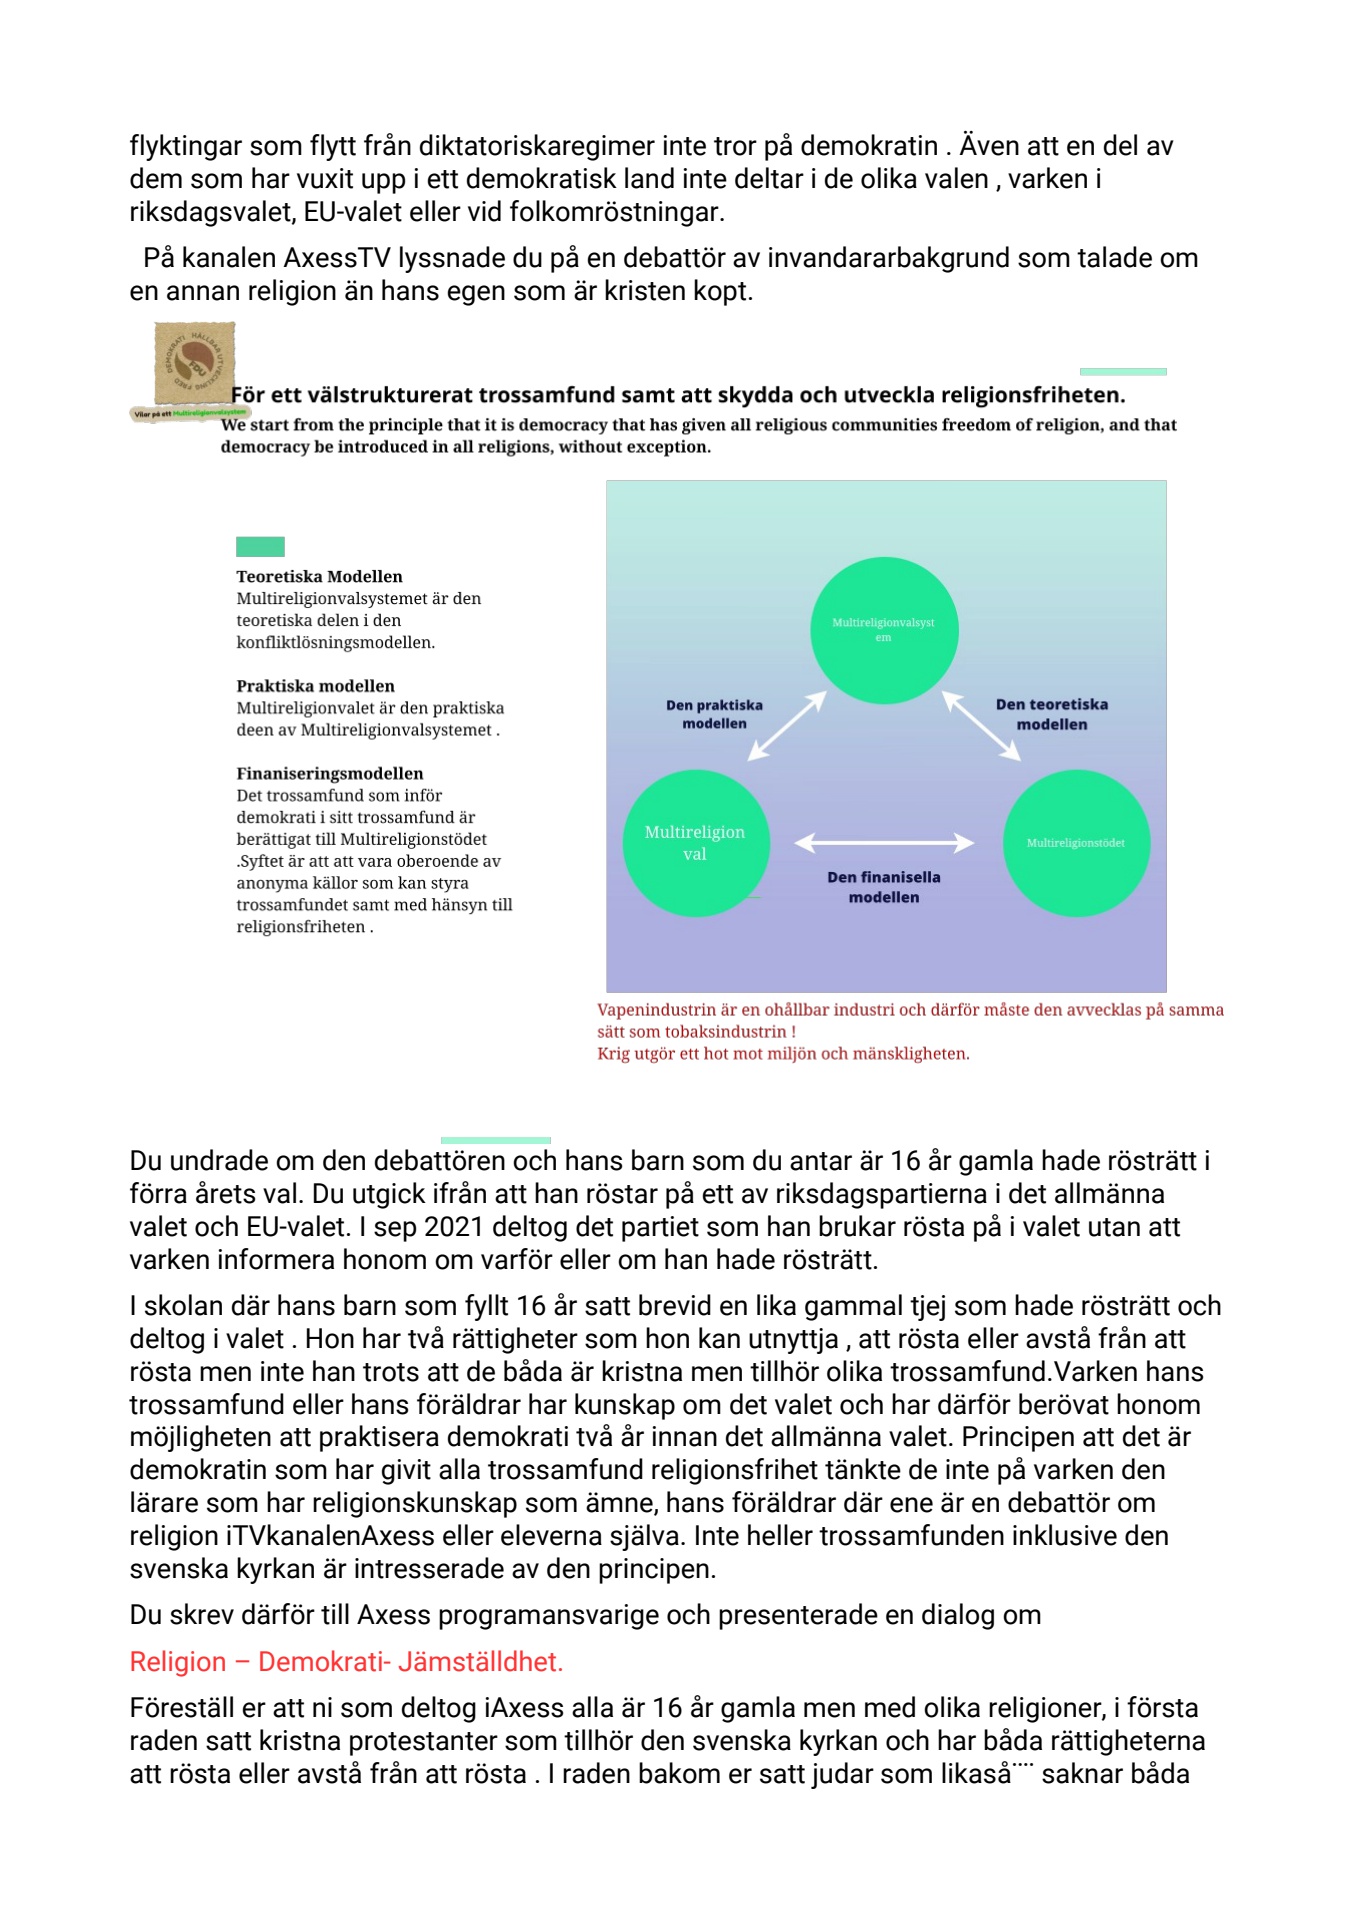 flyktingar som flytt från diktatoriskaregimer inte tror på demokratin . Även att en del av
dem som har vuxit upp i ett demokratisk land inte deltar i de olika valen , varken i
riksdagsvalet, EU-valet eller vid folkomröstningar.
På kanalen AxessTV lyssnade du på en debattör av invandararbakgrund som talade om
en annan religion än hans egen som är kristen kopt.
DEMOKRATI HÅLLBAR UTVECKLING FRED
FDU
Vilar på ett Multireligionvalsystem
För ett välstrukturerat trossamfund samt att skydda och utveckla religionsfriheten.
We start from the principle that it is democracy that has given all religious communities freedom of religion, and that
democracy be introduced in all religions, without exception.
Teoretiska Modellen
Multireligionvalsystemet är den
teoretiska delen i den
konfliktlösningsmodellen.
Praktiska modellen
Multireligionvalet är den praktiska
deen av Multireligionvalsystemet .
Finaniseringsmodellen
Det trossamfund som inför
demokrati i sitt trossamfund är
berättigat till Multireligionstödet
.Syftet är att att vara oberoende av
anonyma källor som kan styra
trossamfundet samt med hänsyn till
religionsfriheten .
Multireligionvalsyst
em
Den praktiska
modellen
Den teoretiska
modellen
Multireligion
val
Multireligionstödet
Den finanisella
modellen
Vapenindustrin är en ohållbar industri och därför måste den avvecklas på samma
sätt som tobaksindustrin !
Krig utgör ett hot mot miljön och mänskligheten.
Du undrade om den debattören och hans barn som du antar är 16 år gamla hade rösträtt i
förra årets val. Du utgick ifrån att han röstar på ett av riksdagspartierna i det allmänna
valet och EU-valet. I sep 2021 deltog det partiet som han brukar rösta på i valet utan att
varken informera honom om varför eller om han hade rösträtt.
I skolan där hans barn som fyllt 16 år satt brevid en lika gammal tjej som hade rösträtt och
deltog i valet . Hon har två rättigheter som hon kan utnyttja , att rösta eller avstå från att
rösta men inte han trots att de båda är kristna men tillhör olika trossamfund.Varken hans
trossamfund eller hans föräldrar har kunskap om det valet och har därför berövat honom
möjligheten att praktisera demokrati två år innan det allmänna valet. Principen att det är
demokratin som har givit alla trossamfund religionsfrihet tänkte de inte på varken den
lärare som har religionskunskap som ämne, hans föräldrar där ene är en debattör om
religion iTVkanalenAxess eller eleverna själva. Inte heller trossamfunden inklusive den
svenska kyrkan är intresserade av den principen.
Du skrev därför till Axess programansvarige och presenterade en dialog om
Religion – Demokrati- Jämställdhet.
Föreställ er att ni som deltog iAxess alla är 16 år gamla men med olika religioner, i första
raden satt kristna protestanter som tillhör den svenska kyrkan och har båda rättigheterna
att rösta eller avstå från att rösta . I raden bakom er satt judar som likaså¨¨ saknar båda